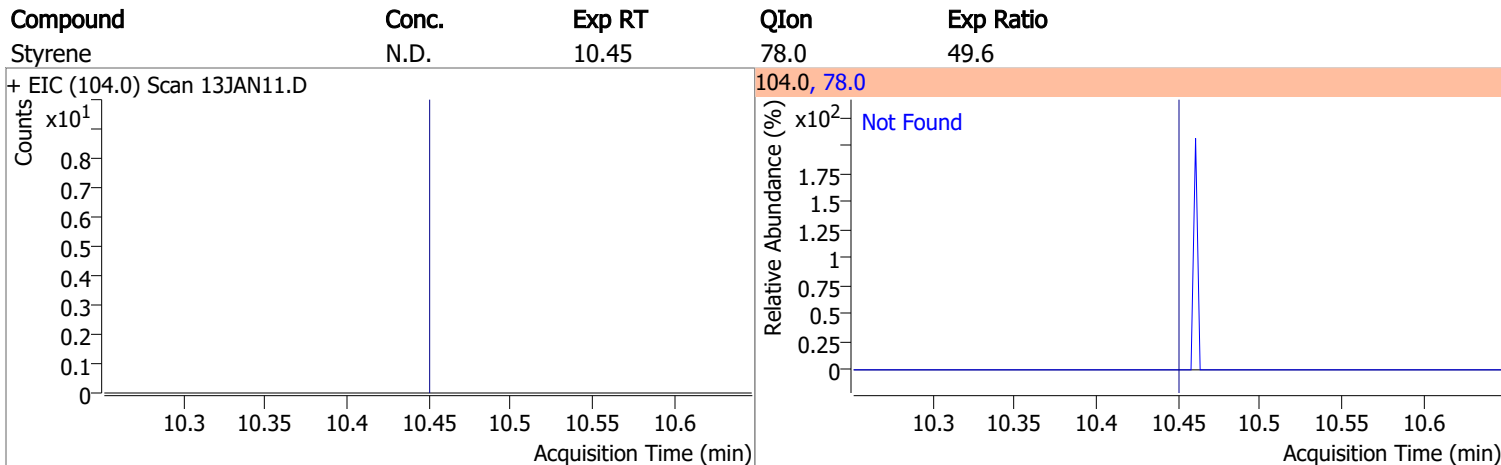 Compound Conc. Exp RT QIon Exp Ratio
Styrene N.D. 10.45 78.0 49.6
+ EIC (104.0) Scan 13JAN11.D
Counts
x10^1
0.8
0.7
0.6
0.5
0.4
0.3
0.2
0.1
0
10.3 10.35 10.4 10.45 10.5 10.55 10.6
Acquisition Time (min)
104.0, 78.0
Relative Abundance (%)
x10^2
Not Found
1.75
1.5
1.25
1
0.75
0.5
0.25
0
10.3 10.35 10.4 10.45 10.5 10.55 10.6
Acquisition Time (min)